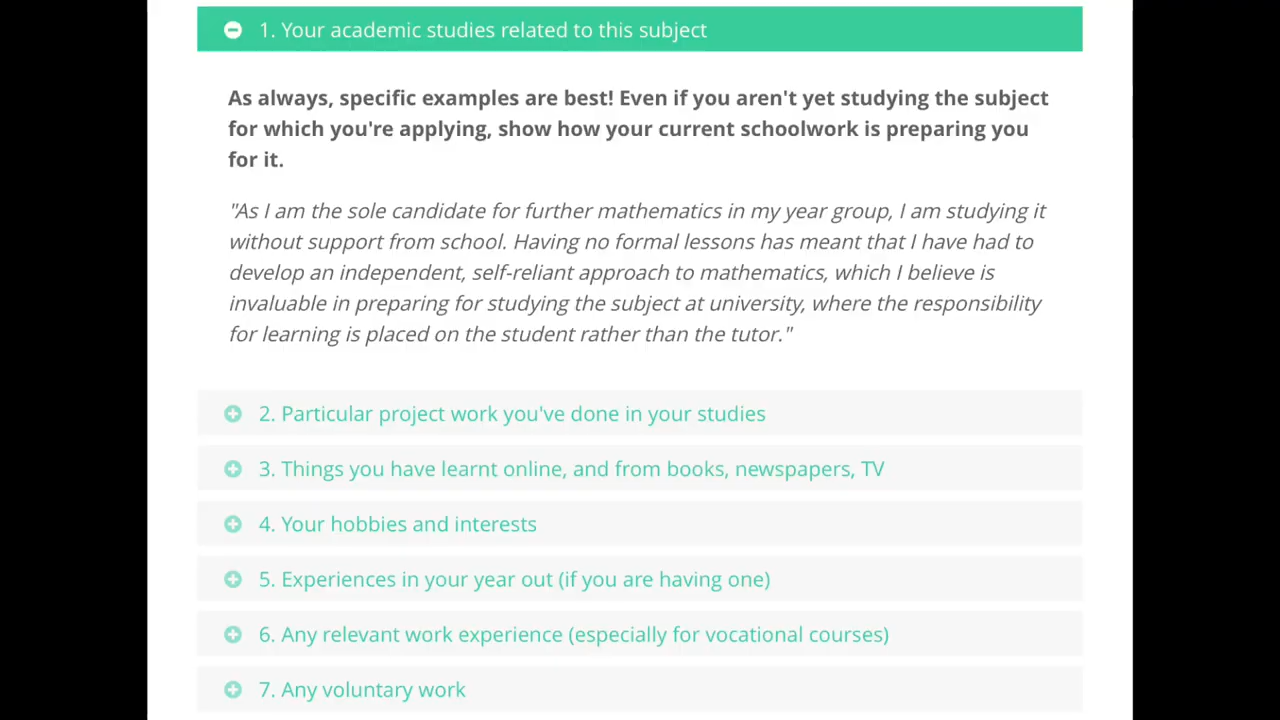 1. Your academic studies related to this subject
As always, specific examples are best! Even if you aren't yet studying the subject
for which you're applying, show how your current schoolwork is preparing you
for it.
"As I am the sole candidate for further mathematics in my year group, I am studying it
without support from school. Having no formal lessons has meant that I have had to
develop an independent, self-reliant approach to mathematics, which I believe is
invaluable in preparing for studying the subject at university, where the responsibility
for learning is placed on the student rather than the tutor."
2. Particular project work you've done in your studies
3. Things you have learnt online, and from books, newspapers, TV
4. Your hobbies and interests
5. Experiences in your year out (if you are having one)
6. Any relevant work experience (especially for vocational courses)
7. Any voluntary work